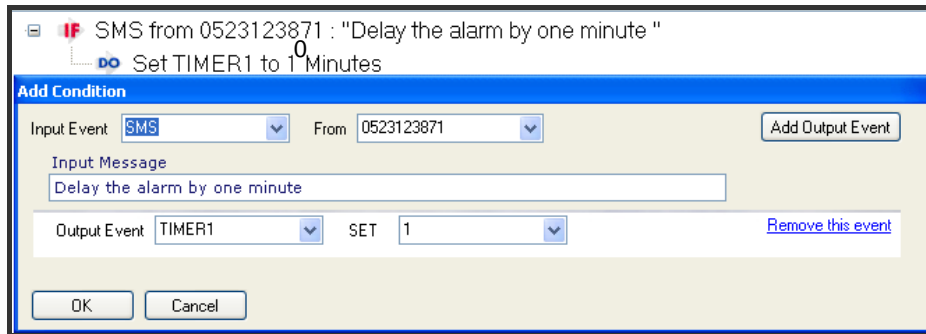 IF SMS from 0523123871 : "Delay the alarm by one minute "
0
DO Set TIMER1 to 1 Minutes
Add Condition
Input Event SMS From 0523123871 Add Output Event
Input Message
Delay the alarm by one minute
Output Event TIMER1 SET 1 Remove this event
OK Cancel